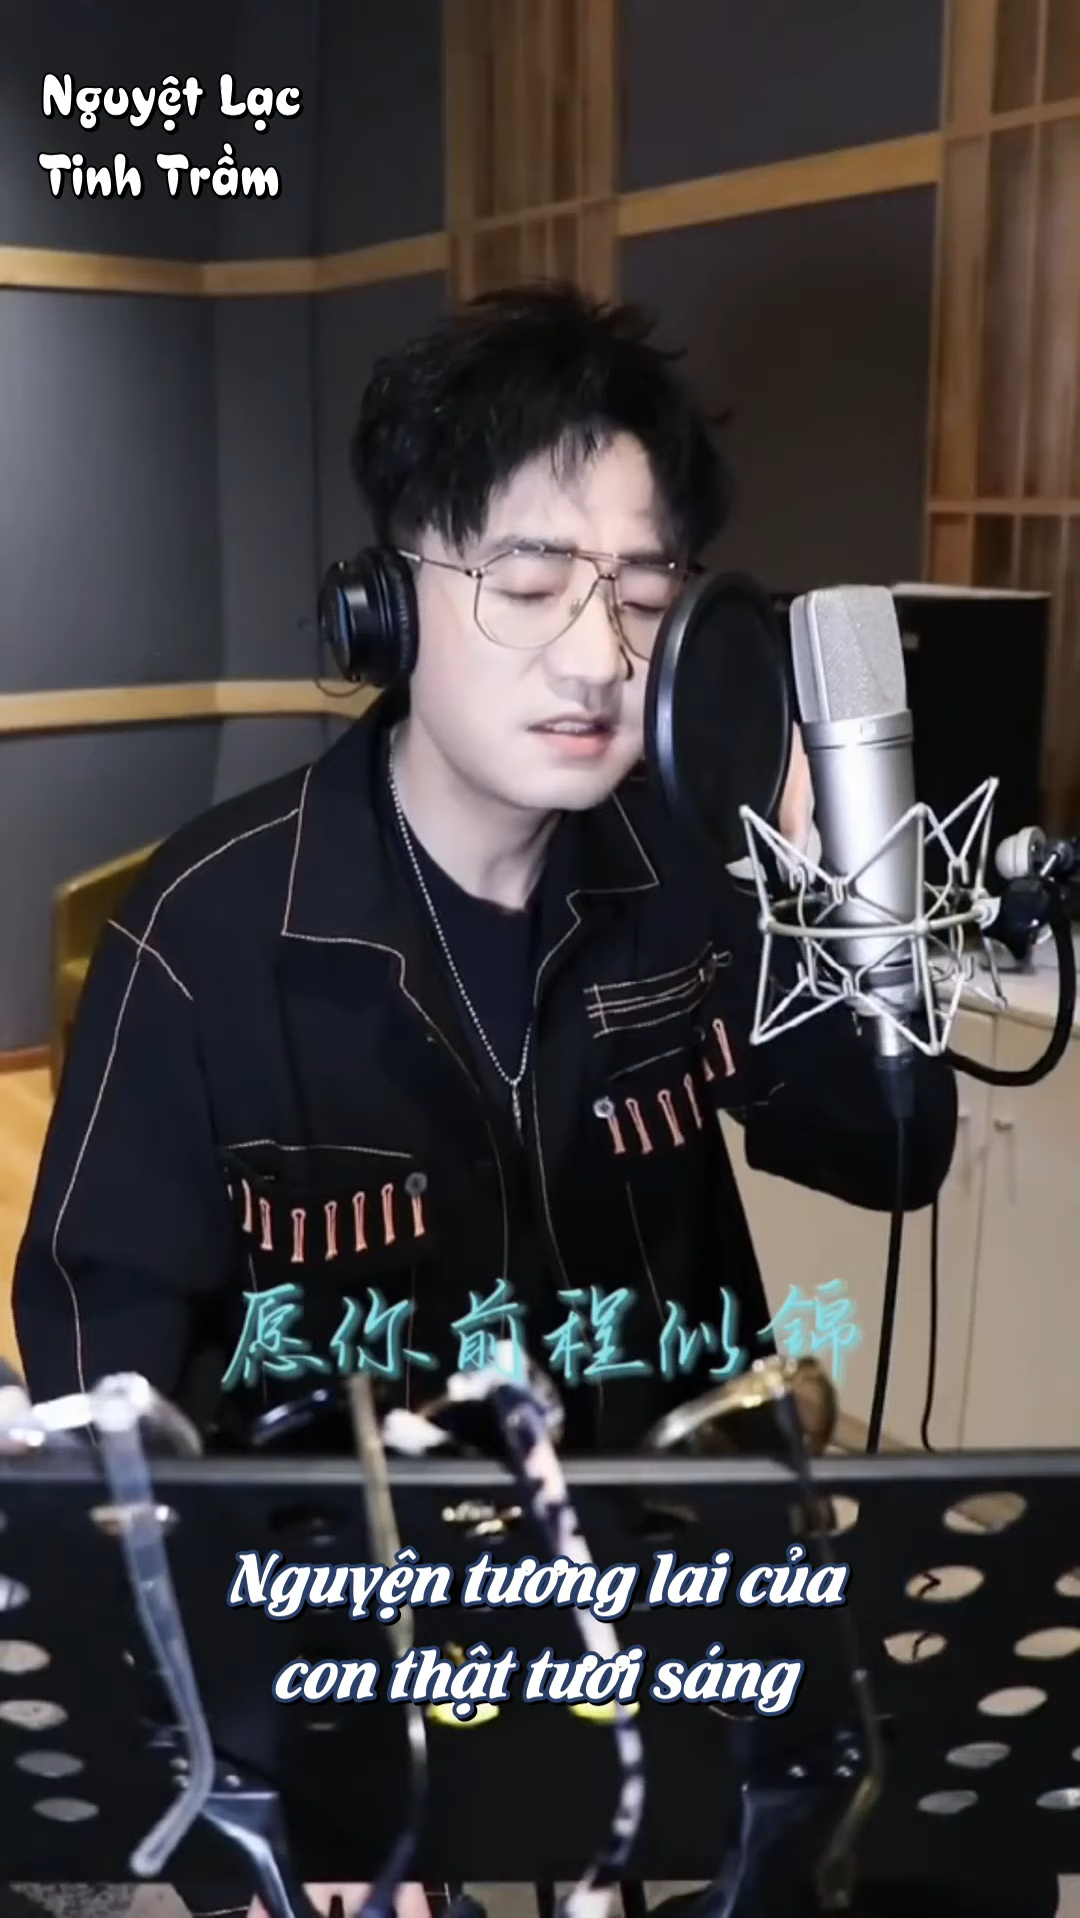 Nguyệt Lạc
Tinh Trầm
愿你前程似锦
Nguyện tương lai của
con thật tươi sáng